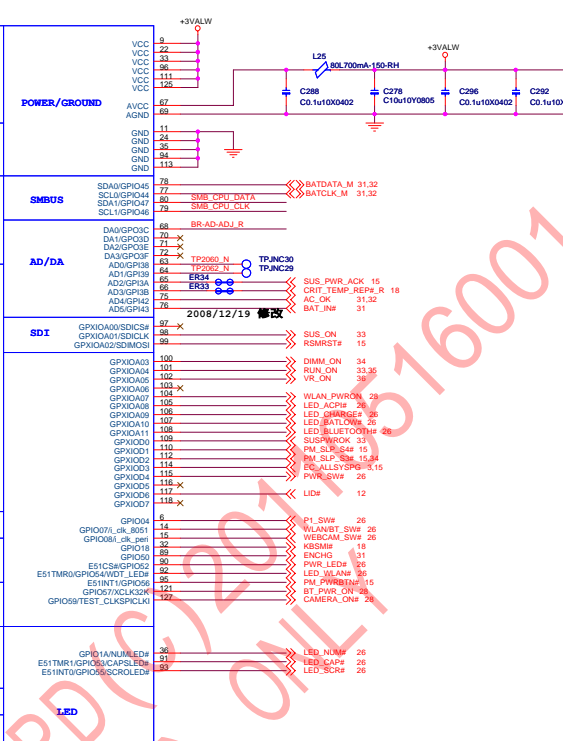 +3VALW
VCC 9
VCC 22
VCC 33
VCC 96
VCC 111
VCC 125
L25
80L700mA-150-RH
+3VALW
POWER/GROUND
AVCC 67
AGND 69
C288
C0.1u10X0402
C278
C10u10Y0805
C296
C0.1u10X0402
C292
C0.1u10X
GND 11
GND 24
GND 35
GND 94
GND 113
SMBUS
SDA0/GPIO45 78 BATDATA_M 31,32
SCL0/GPIO44 77 BATCLK_M 31,32
SDA1/GPIO47 80 SMB_CPU_DATA
SCL1/GPIO46 79 SMB_CPU_CLK
AD/DA
DA0/GPO3C 68 BR-AD-ADJ_R
DA1/GPO3D 70
DA2/GPO3E 71
DA3/GPO3F 72
AD0/GPI38 63 TP2060_N TPJNC30
AD1/GPI39 64 TP2062_N TPJNC29
AD2/GPI3A 65 ER34 SUS_PWR_ACK 15
AD3/GPI3B 66 ER33 CRIT_TEMP_REP#_R 18
AD4/GPI42 75 AC_OK 31,32
AD5/GPI43 76 BAT_IN# 31
2008/12/19 修改
SDI
GPXIOA00/SDICS# 97
GPXIOA01/SDICLK 98 SUS_ON 33
GPXIOA02/SDIMOSI 99 RSMRST# 15
GPXIOA03 100 DIMM_ON 34
GPXIOA04 101 RUN_ON 33,35
GPXIOA05 102 VR_ON 36
GPXIOA06 103
GPXIOA07 104 WLAN_PWRON 28
GPXIOA08 105 LED_ACPI# 26
GPXIOA09 106 LED_CHARGE# 26
GPXIOA10 107 LED_BATLOW# 26
GPXIOA11 108 LED_BLUETOOTH# 26
GPXIOD0 109 SUSPWROK 33
GPXIOD1 110 PM_SLP_S4# 15
GPXIOD2 112 PM_SLP_S3# 15,34
GPXIOD3 114 EC_ALLSYSPG 3,15
GPXIOD4 115 PWR_SW# 26
GPXIOD5 116
GPXIOD6 117 LID# 12
GPXIOD7 118
GPIO04 6 P1_SW# 26
GPIO07/i_clk_8051 14 WLAN/BT_SW# 26
GPIO08/i_clk_peri 15 WEBCAM_SW# 26
GPIO18 32 KBSMI# 18
GPIO50 89 ENCHG 31
E51CS#/GPIO52 90 PWR_LED# 26
E51TMR0/GPIO54/WDT_LED# 92 LED_WLAN# 26
E51INT1/GPIO56 95 PM_PWRBTN# 15
GPIO57/XCLK32K 121 BT_PWR_ON 28
GPIO59/TEST_CLKSPICLKI 127 CAMERA_ON# 28
GPIO1A/NUMLED# 36 LED_NUM# 26
E51TMR1/GPIO53/CAPSLED# 91 LED_CAP# 26
E51INT0/GPIO55/SCROLED# 93 LED_SCR# 26
LED
RD(C)20110516001
ONLY